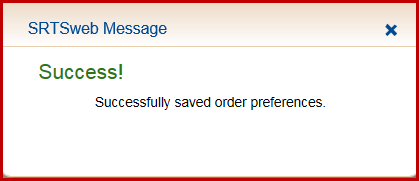 SRTSweb Message
Success!
Successfully saved order preferences.